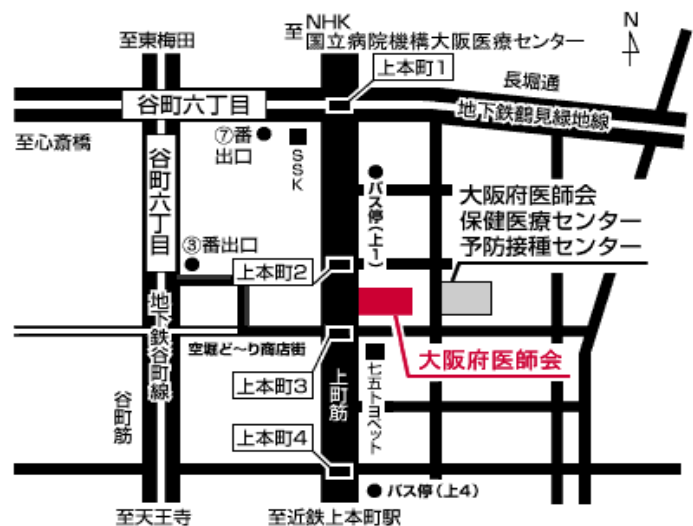 至東梅田
至NHK
国立病院機構大阪医療センター
N
上本町1
長堀通
谷町六丁目
地下鉄鶴見緑地線
至心斎橋
⑦番
出口
SSK
谷町六丁目
バス停(上1)
大阪府医師会
保健医療センター
予防接種センター
③番出口
上本町2
地下鉄谷町線
空堀ど〜り商店街
大阪府医師会
上本町3
上町筋
七五トヨペット
谷町筋
上本町4
バス停(上4)
至天王寺
至近鉄上本町駅